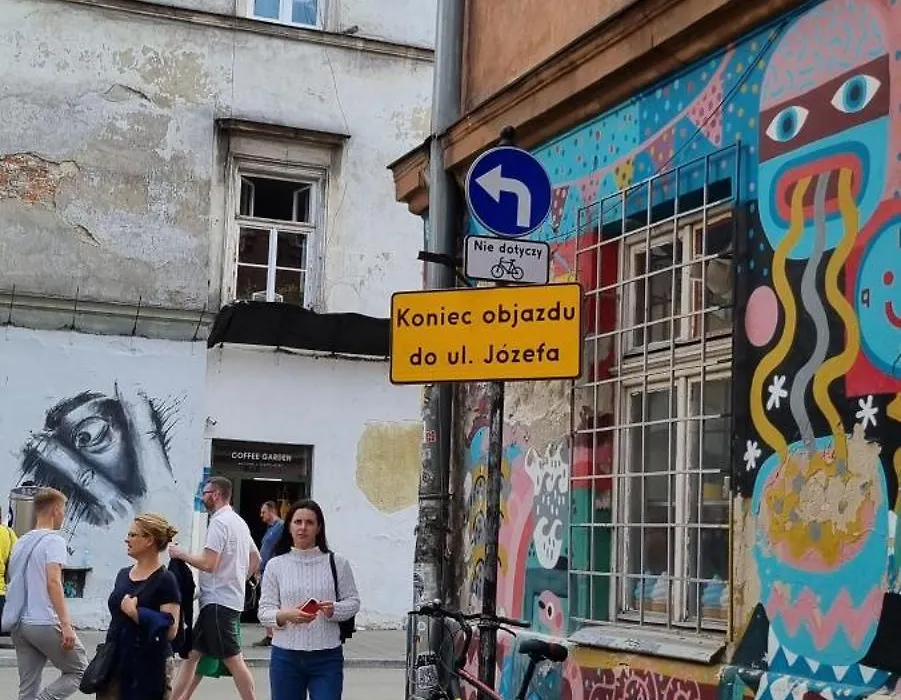 Nie dotyczy
Koniec objazdu
do ul. Józefa
COFFEE GARDEN